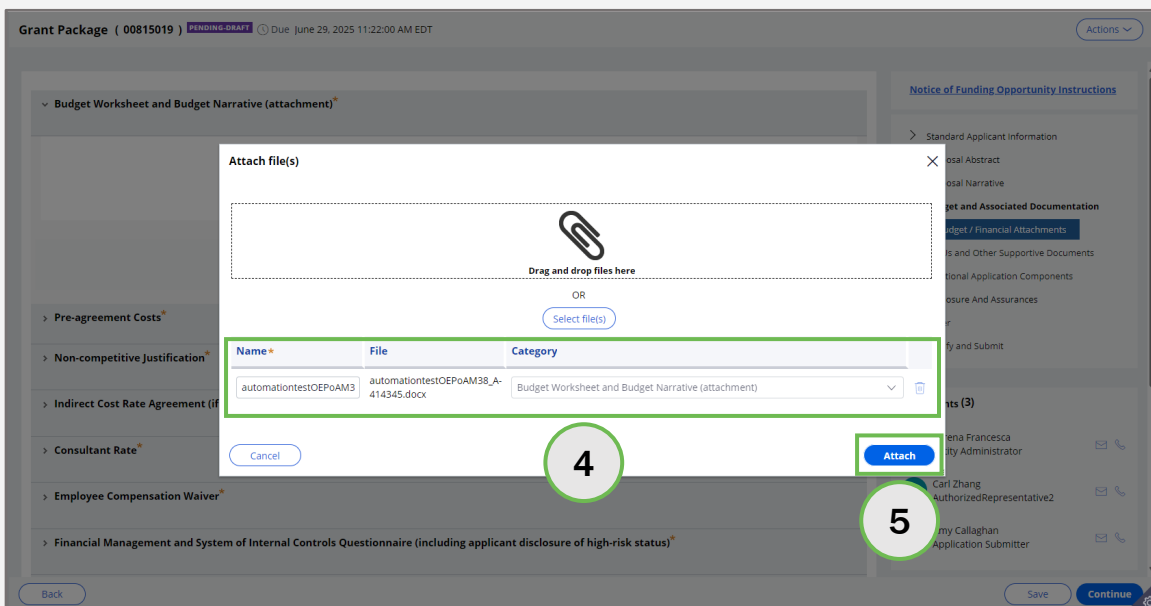 Grant Package ( 00815019 ) PENDING-DRAFT Due June 29, 2025 11:22:00 AM EDT
Actions
Budget Worksheet and Budget Narrative (attachment)*
Notice of Funding Opportunity Instructions
Standard Applicant Information
osal Abstract
osal Narrative
get and Associated Documentation
udget / Financial Attachments
s and Other Supportive Documents
tional Application Components
osure And Assurances
r
fy and Submit
Attach file(s)
Drag and drop files here
OR
Select file(s)
Name* File Category
automationtestOEPoAM3 automationtestOEPoAM38_A-
414345.docx
Budget Worksheet and Budget Narrative (attachment)
Cancel
Attach
4
5
Pre-agreement Costs*
Non-competitive Justification*
Indirect Cost Rate Agreement (if
Consultant Rate*
Employee Compensation Waiver*
Financial Management and System of Internal Controls Questionnaire (including applicant disclosure of high-risk status)*
nts (3)
ena Francesca
ity Administrator
Carl Zhang
AuthorizedRepresentative2
my Callaghan
Application Submitter
Back
Save
Continue